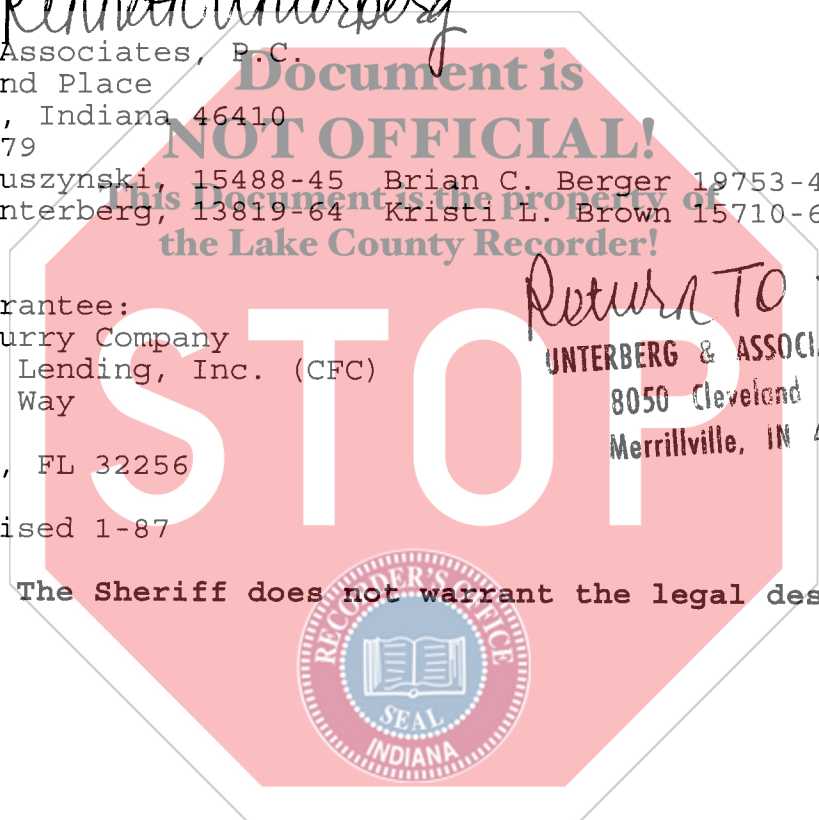 Kenneth Unterberg
Associates, P.C.
Document is
nd Place
, Indiana 46410
NOT OFFICIAL!
79
uszynski, 15488-45 Brian C. Berger 19753-4
This Document is the property of
nterberg, 13819-64 Kristi L. Brown 15710-6
the Lake County Recorder!
Return TO
rantee:
urry Company
UNTERBERG & ASSOCI
Lending, Inc. (CFC)
8050 Cleveland
Way
Merrillville, IN 4
STOP
, FL 32256
ised 1-87
The Sheriff does not warrant the legal des
RECORDER'S OFFICE
SEAL
INDIANA